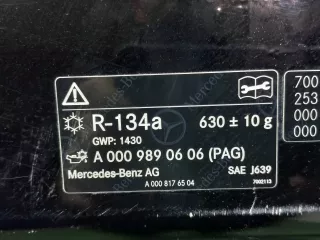 R-134a 630 ± 10 g
GWP: 1430
A 000 989 06 06 (PAG)
Mercedes-Benz AG SAE J639
A 000 817 65 04
7002113
700
253
000
000